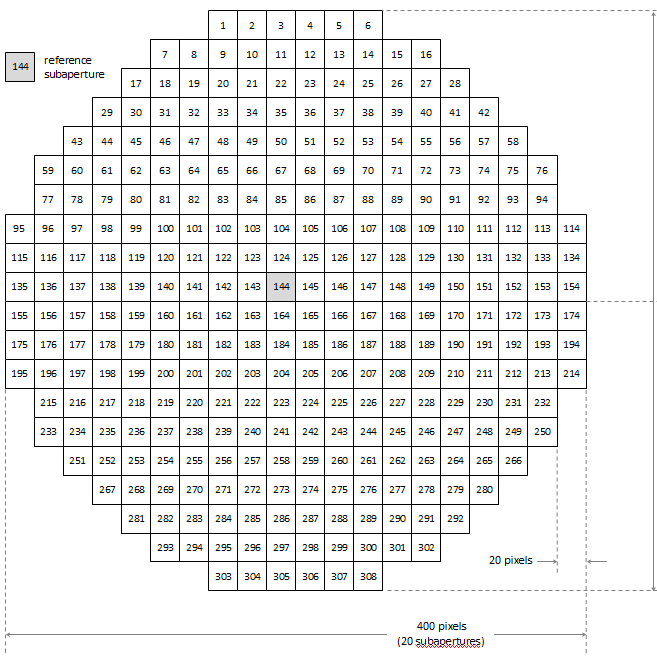 1 2 3 4 5 6
7 8 9 10 11 12 13 14 15 16
144 reference
subaperture
17 18 19 20 21 22 23 24 25 26 27 28
29 30 31 32 33 34 35 36 37 38 39 40 41 42
43 44 45 46 47 48 49 50 51 52 53 54 55 56 57 58
59 60 61 62 63 64 65 66 67 68 69 70 71 72 73 74 75 76
77 78 79 80 81 82 83 84 85 86 87 88 89 90 91 92 93 94
95 96 97 98 99 100 101 102 103 104 105 106 107 108 109 110 111 112 113 114
115 116 117 118 119 120 121 122 123 124 125 126 127 128 129 130 131 132 133 134
135 136 137 138 139 140 141 142 143 144 145 146 147 148 149 150 151 152 153 154
155 156 157 158 159 160 161 162 163 164 165 166 167 168 169 170 171 172 173 174
175 176 177 178 179 180 181 182 183 184 185 186 187 188 189 190 191 192 193 194
195 196 197 198 199 200 201 202 203 204 205 206 207 208 209 210 211 212 213 214
215 216 217 218 219 220 221 222 223 224 225 226 227 228 229 230 231 232
233 234 235 236 237 238 239 240 241 242 243 244 245 246 247 248 249 250
251 252 253 254 255 256 257 258 259 260 261 262 263 264 265 266
267 268 269 270 271 272 273 274 275 276 277 278 279 280
281 282 283 284 285 286 287 288 289 290 291 292
293 294 295 296 297 298 299 300 301 302
20 pixels
303 304 305 306 307 308
400 pixels
(20 subapertures)